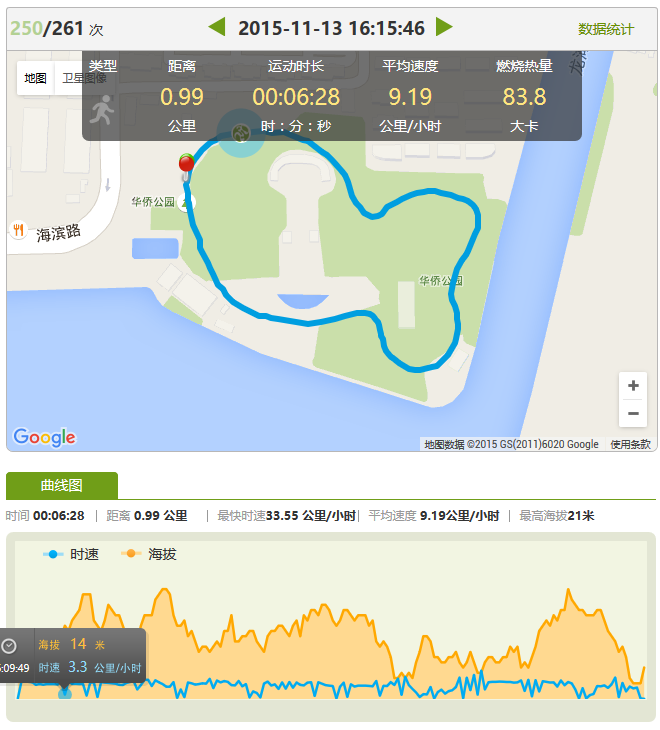 250/261 次
2015-11-13 16:15:46
数据统计
地图 卫星图像
类型 距离 运动时长 平均速度 燃烧热量
0.99 00:06:28 9.19 83.8
公里 时：分：秒 公里/小时 大卡
华侨公园
海滨路
华侨公园
+
−
Google
地图数据 ©2015 GS(2011)6020 Google 使用条款
曲线图
时间 00:06:28 | 距离 0.99 公里 | 最快时速33.55 公里/小时 | 平均速度 9.19公里/小时 | 最高海拔21米
时速 海拔
海拔 14 米
:09:49 时速 3.3 公里/小时